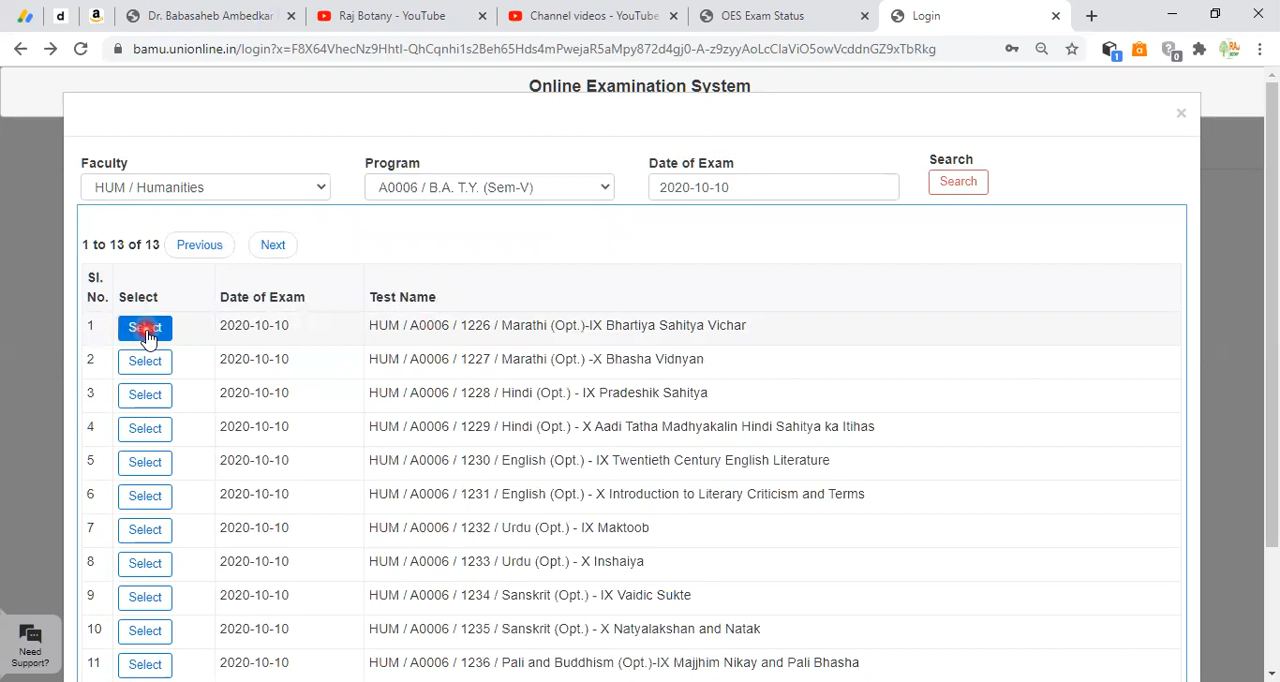 Dr. Babasaheb Ambedkar
Raj Botany - YouTube
Channel videos - YouTube
OES Exam Status
Login
bamu.unionline.in/login?x=F8X64VhecNz9HhtI-QhCqnhi1s2Beh65Hds4mPwejaR5aMpy872d4gj0-A-z9zyyAoLcClaViO5owVcddnGZ9xTbRkg
Online Examination System
Faculty
Program
Date of Exam
Search
HUM / Humanities
A0006 / B.A. T.Y. (Sem-V)
2020-10-10
Search
1 to 13 of 13 Previous Next
Sl. No. Select Date of Exam Test Name
1 Select 2020-10-10 HUM / A0006 / 1226 / Marathi (Opt.)-IX Bhartiya Sahitya Vichar
2 Select 2020-10-10 HUM / A0006 / 1227 / Marathi (Opt.) -X Bhasha Vidnyan
3 Select 2020-10-10 HUM / A0006 / 1228 / Hindi (Opt.) - IX Pradeshik Sahitya
4 Select 2020-10-10 HUM / A0006 / 1229 / Hindi (Opt.) - X Aadi Tatha Madhyakalin Hindi Sahitya ka Itihas
5 Select 2020-10-10 HUM / A0006 / 1230 / English (Opt.) - IX Twentieth Century English Literature
6 Select 2020-10-10 HUM / A0006 / 1231 / English (Opt.) - X Introduction to Literary Criticism and Terms
7 Select 2020-10-10 HUM / A0006 / 1232 / Urdu (Opt.) - IX Maktoob
8 Select 2020-10-10 HUM / A0006 / 1233 / Urdu (Opt.) - X Inshaiya
9 Select 2020-10-10 HUM / A0006 / 1234 / Sanskrit (Opt.) - IX Vaidic Sukte
10 Select 2020-10-10 HUM / A0006 / 1235 / Sanskrit (Opt.) - X Natyalakshan and Natak
11 Select 2020-10-10 HUM / A0006 / 1236 / Pali and Buddhism (Opt.)-IX Majjhim Nikay and Pali Bhasha
Need
Support?